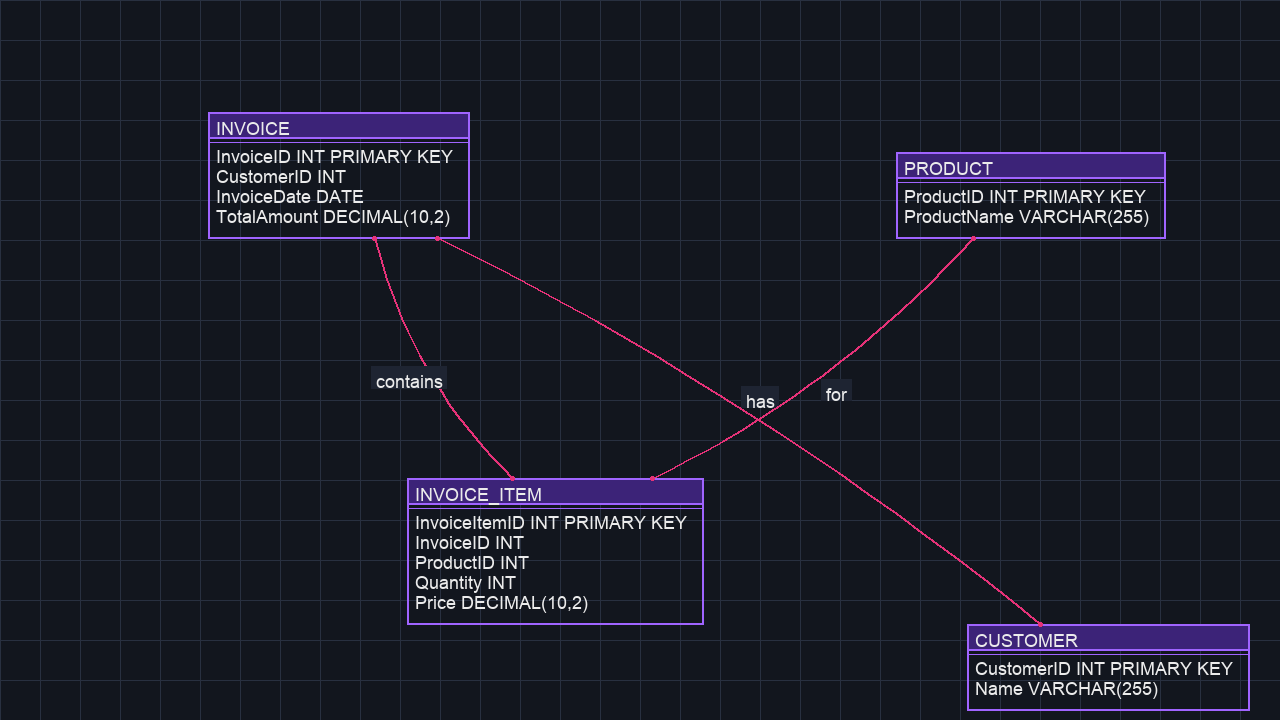 INVOICE
InvoiceID INT PRIMARY KEY
CustomerID INT
InvoiceDate DATE
TotalAmount DECIMAL(10,2)
PRODUCT
ProductID INT PRIMARY KEY
ProductName VARCHAR(255)
contains
has
for
INVOICE_ITEM
InvoiceItemID INT PRIMARY KEY
InvoiceID INT
ProductID INT
Quantity INT
Price DECIMAL(10,2)
CUSTOMER
CustomerID INT PRIMARY KEY
Name VARCHAR(255)